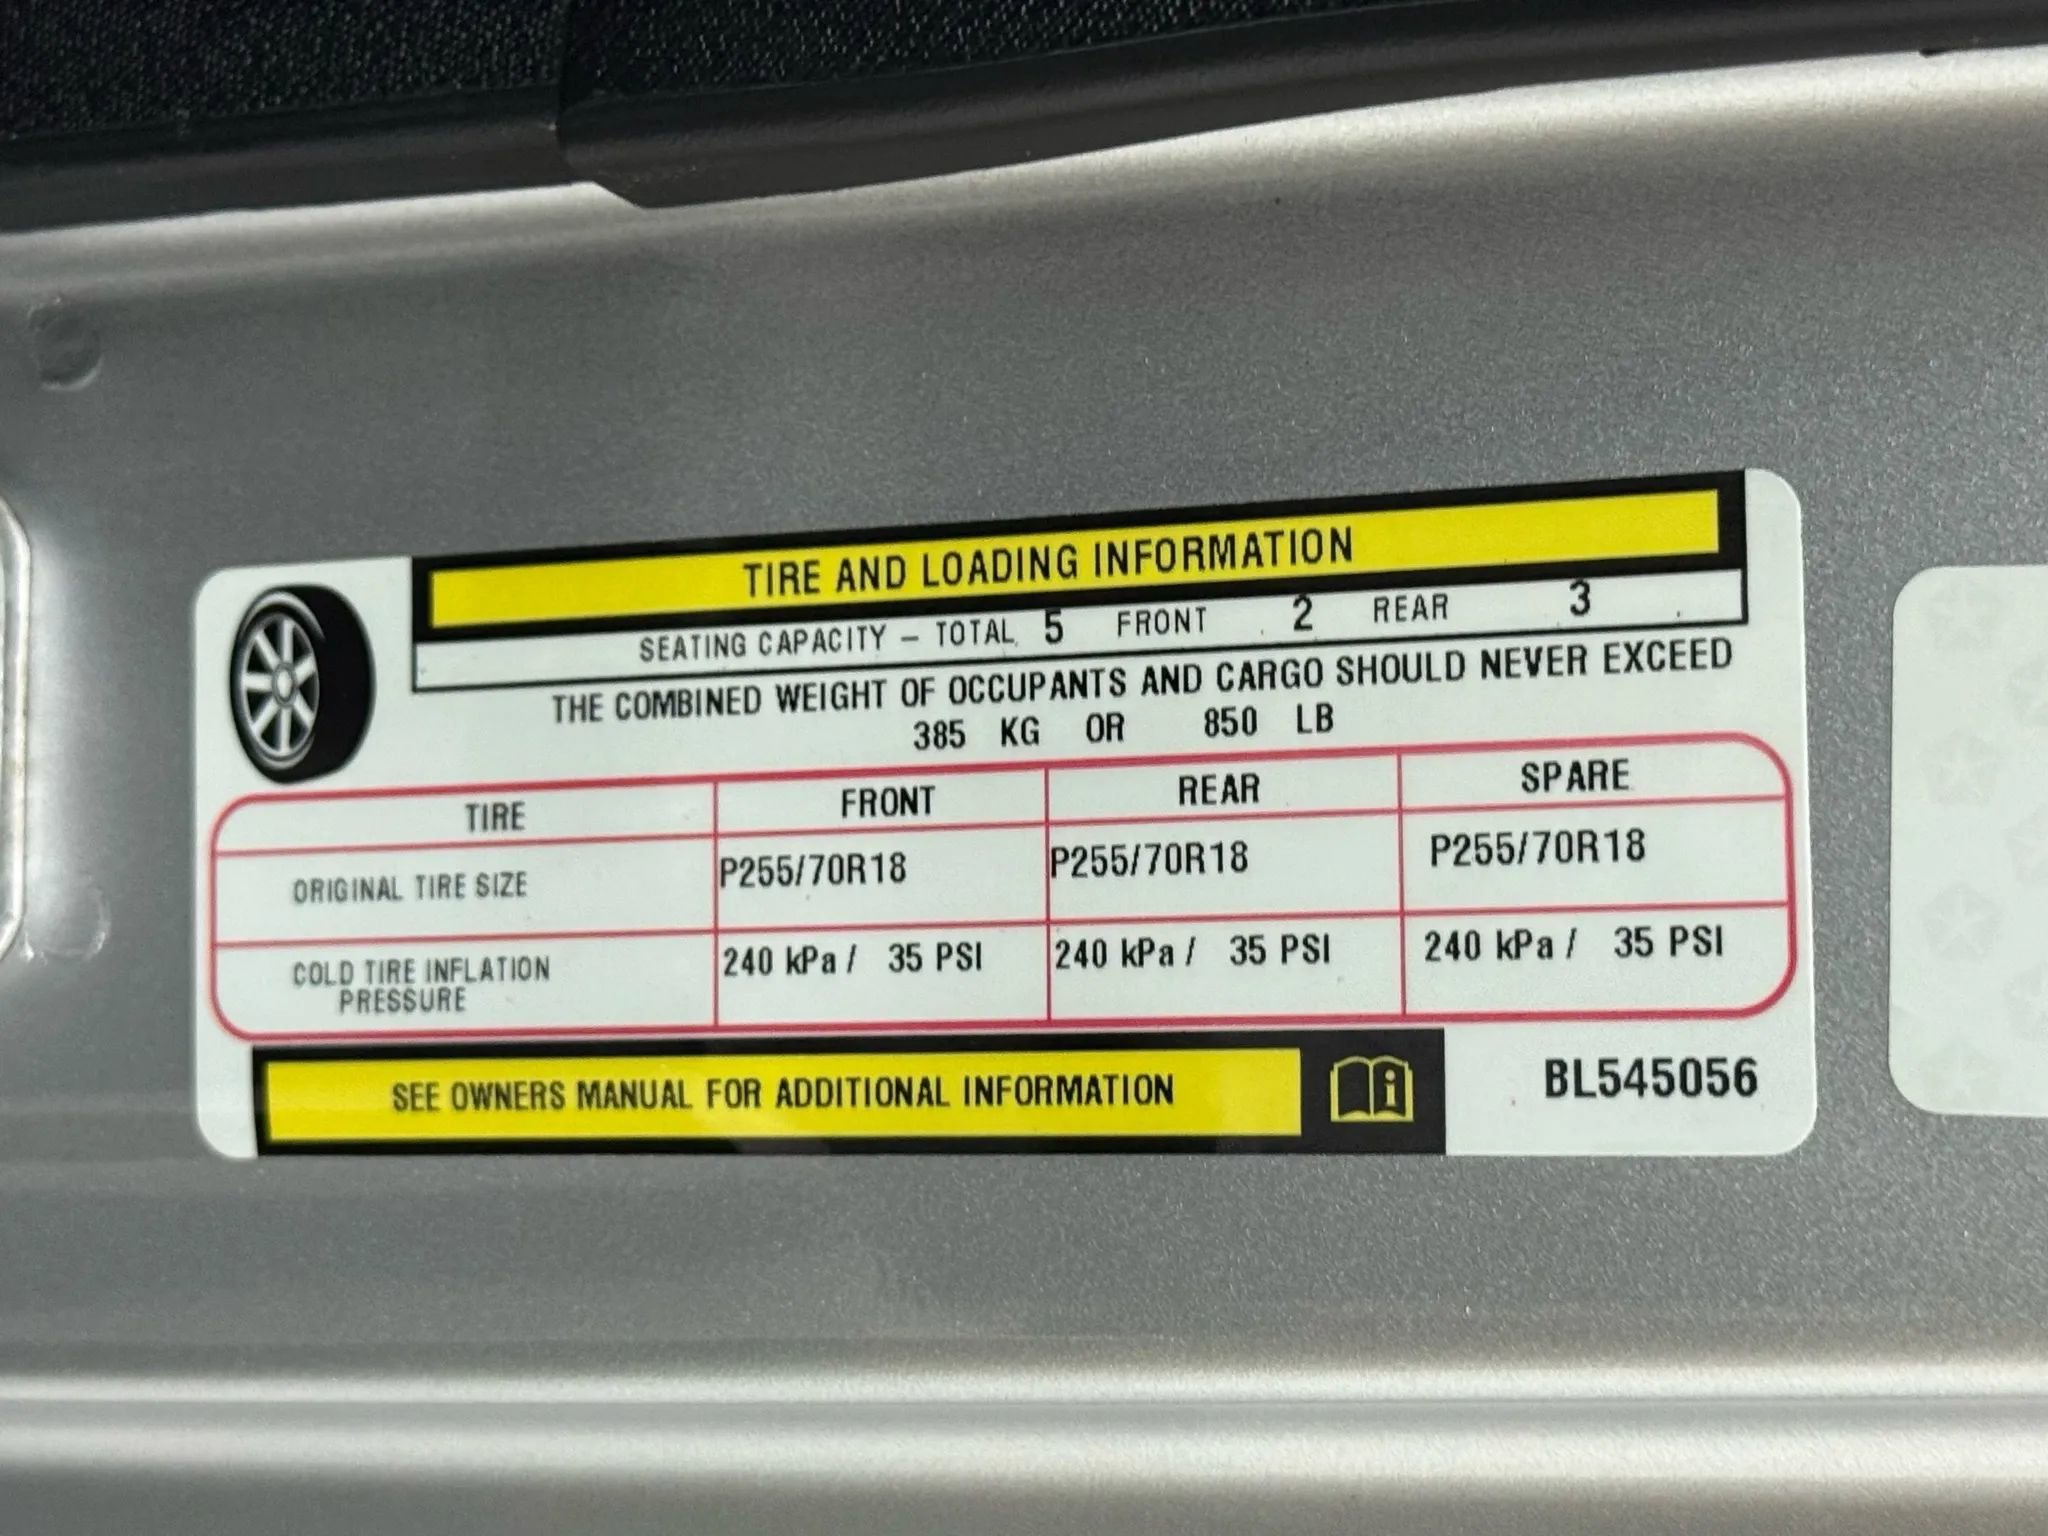 TIRE AND LOADING INFORMATION
SEATING CAPACITY – TOTAL 5 FRONT 2 REAR 3
THE COMBINED WEIGHT OF OCCUPANTS AND CARGO SHOULD NEVER EXCEED
385 KG OR 850 LB
TIRE FRONT REAR SPARE
ORIGINAL TIRE SIZE P255/70R18 P255/70R18 P255/70R18
COLD TIRE INFLATION PRESSURE 240 kPa / 35 PSI 240 kPa / 35 PSI 240 kPa / 35 PSI
SEE OWNERS MANUAL FOR ADDITIONAL INFORMATION BL545056